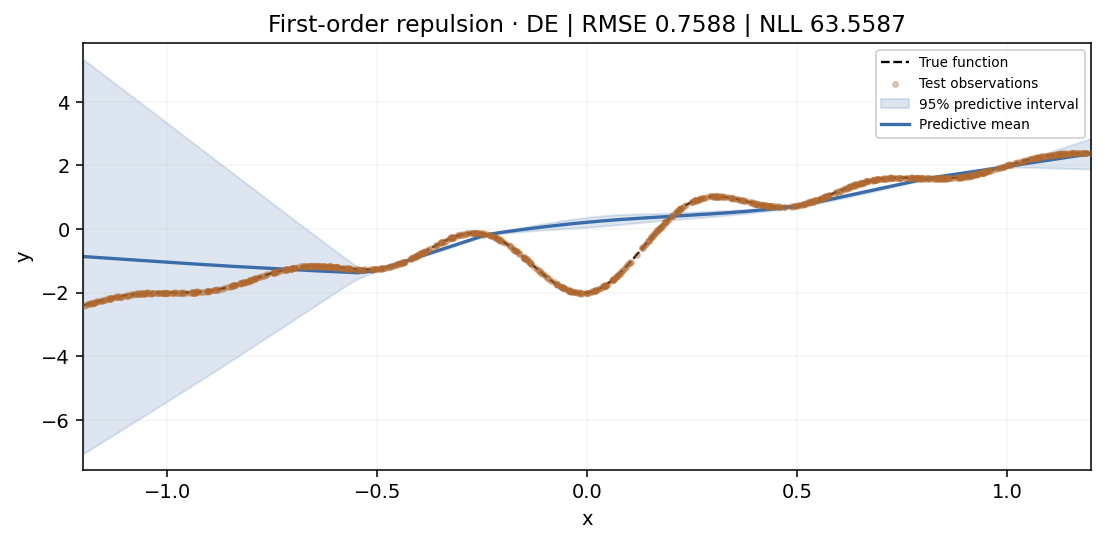 First-order repulsion · DE | RMSE 0.7588 | NLL 63.5587
True function
Test observations
95% predictive interval
Predictive mean
y
4
2
0
−2
−4
−6
−1.0
−0.5
0.0
0.5
1.0
x